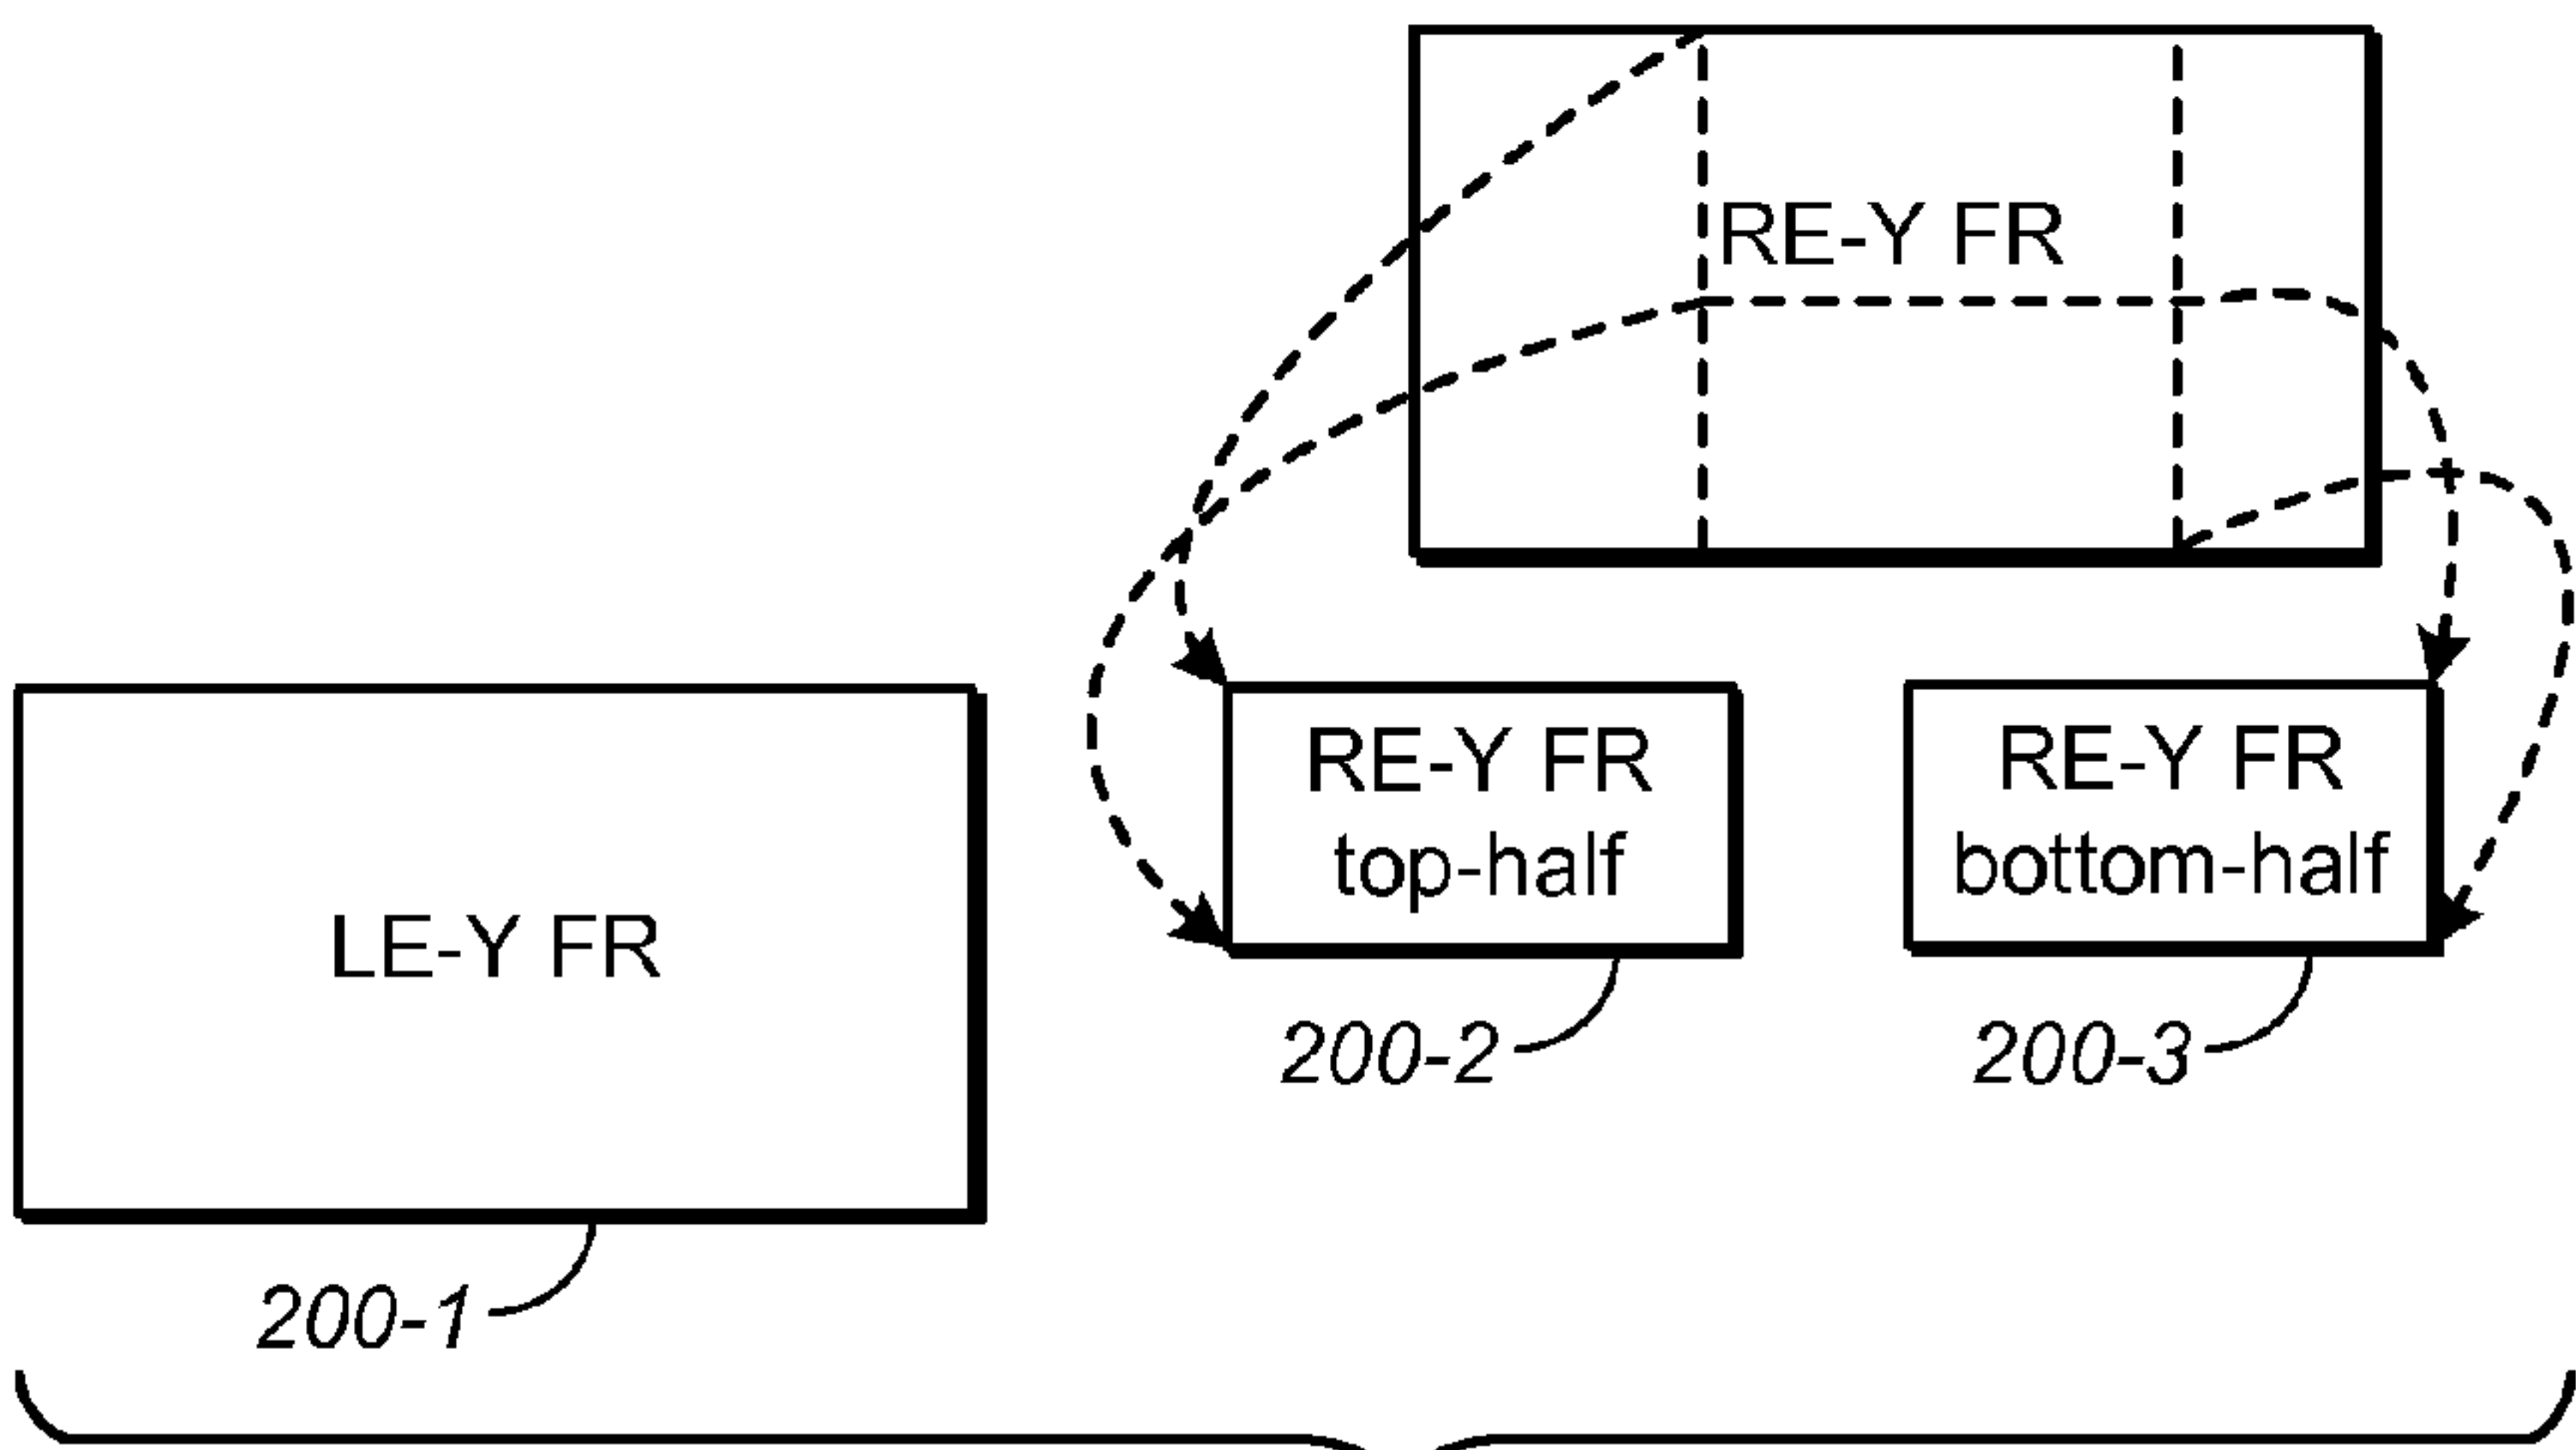 RE-Y FR
RE-Y FR
top-half
RE-Y FR
bottom-half
LE-Y FR
200-2
200-3
200-1